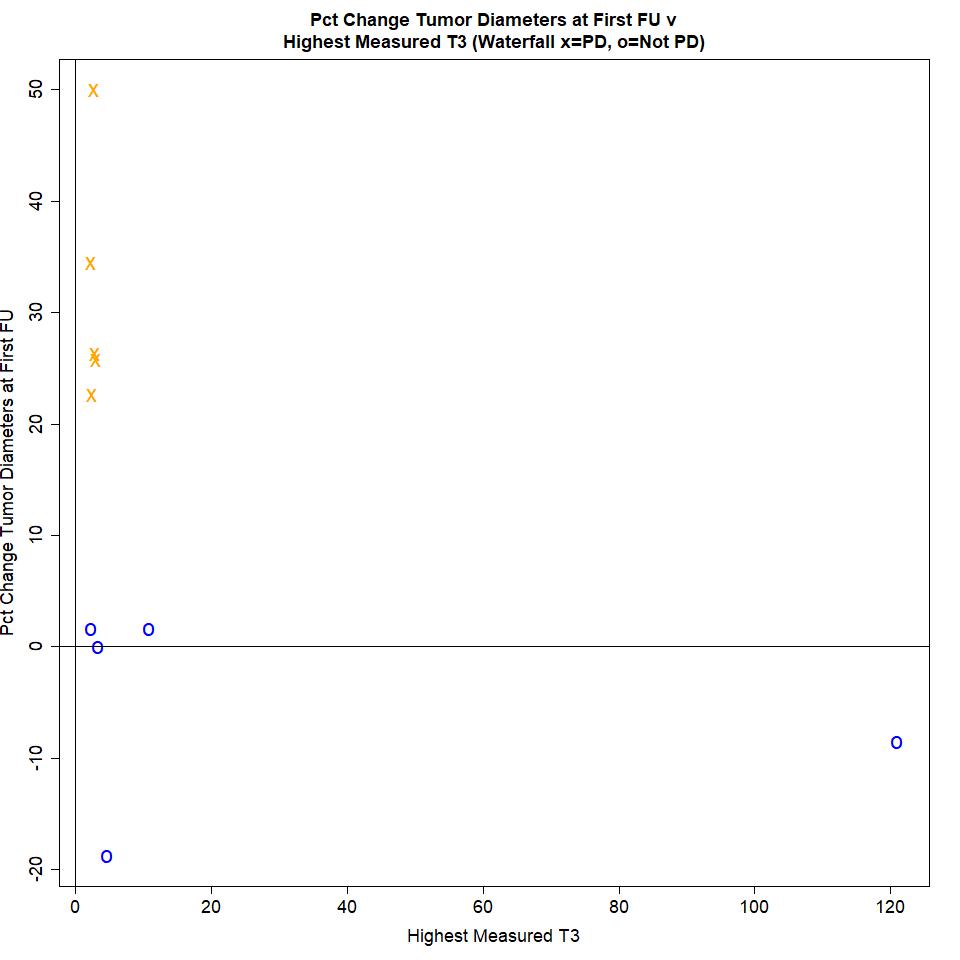 Pct Change Tumor Diameters at First FU v
Highest Measured T3 (Waterfall x=PD, o=Not PD)
Pct Change Tumor Diameters at First FU
50
40
30
20
10
0
-10
-20
X
X
X
X
X
O
O
O
O
O
0 20 40 60 80 100 120
Highest Measured T3